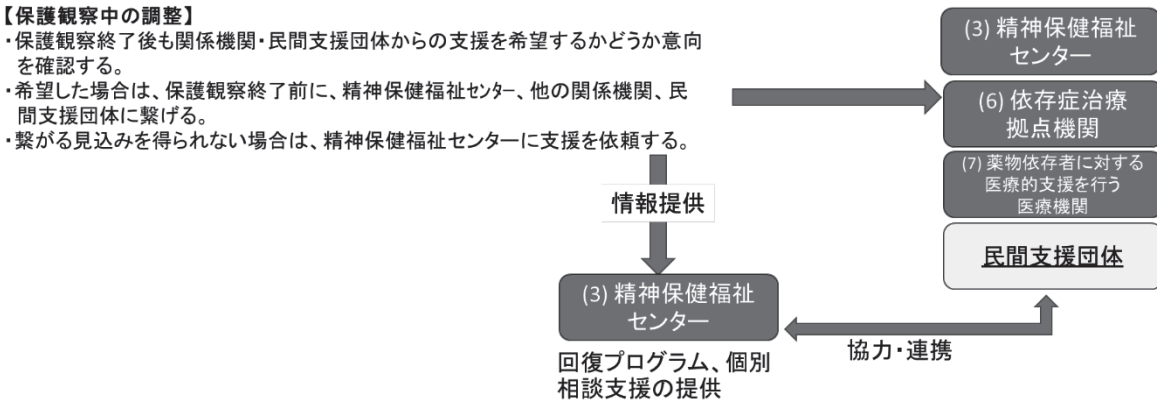 【保護観察中の調整】
・保護観察終了後も関係機関・民間支援団体からの支援を希望するかどうか意向
を確認する。
・希望した場合は、保護観察終了前に、精神保健福祉センター、他の関係機関、民
間支援団体に繋げる。
・繋がる見込みを得られない場合は、精神保健福祉センターに支援を依頼する。
(3) 精神保健福祉
センター
(6) 依存症治療
拠点機関
(7) 薬物依存者に対する
医療的支援を行う
医療機関
民間支援団体
情報提供
(3) 精神保健福祉
センター
回復プログラム、個別
相談支援の提供
協力・連携